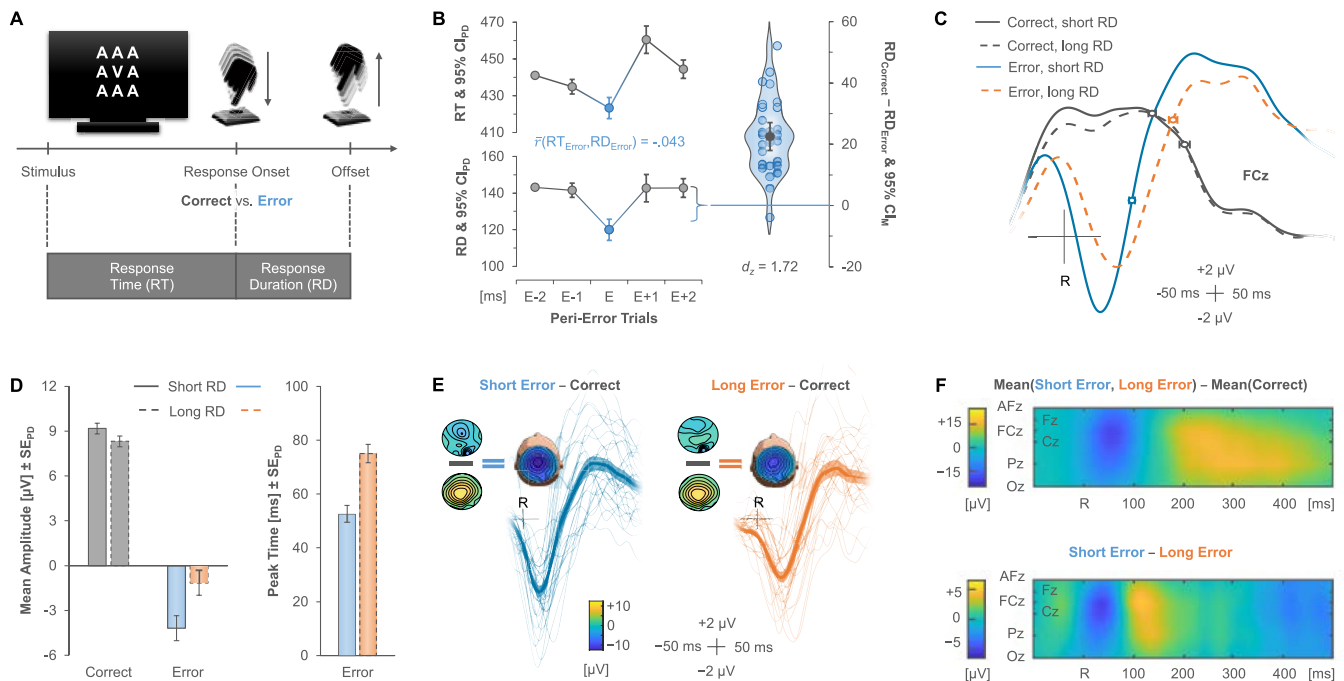 A
A A A
A V A
A A A
Stimulus
Response Onset
Offset
Correct vs. Error
Response
Time (RT)
Response
Duration (RD)
B
RT & 95% CI_PD
470
450
430
410
r̄(RT_Error,RD_Error) = -.043
RD & 95% CI_PD
160
140
120
100
[ms]
E-2
E-1
E
E+1
E+2
Peri-Error Trials
60
40
20
0
-20
RD_Correct – RD_Error & 95% CI_M
d_z = 1.72
C
Correct, short RD
Correct, long RD
Error, short RD
Error, long RD
FCz
R
+2 µV
-50 ms
50 ms
-2 µV
D
Short RD
Long RD
Mean Amplitude [µV] ± SE_PD
12
9
6
3
0
-3
-6
Correct
Error
Peak Time [ms] ± SE_PD
100
80
60
40
20
0
Error
E
Short Error – Correct
R
Long Error – Correct
R
+10
0
−10
[µV]
+2 µV
−50 ms
50 ms
−2 µV
F
Mean(Short Error, Long Error) – Mean(Correct)
+15
0
−15
[µV]
AFz
Fz
FCz
Cz
Pz
Oz
R
100
200
300
400
[ms]
Short Error – Long Error
+5
0
−5
[µV]
AFz
Fz
FCz
Cz
Pz
Oz
R
100
200
300
400
[ms]